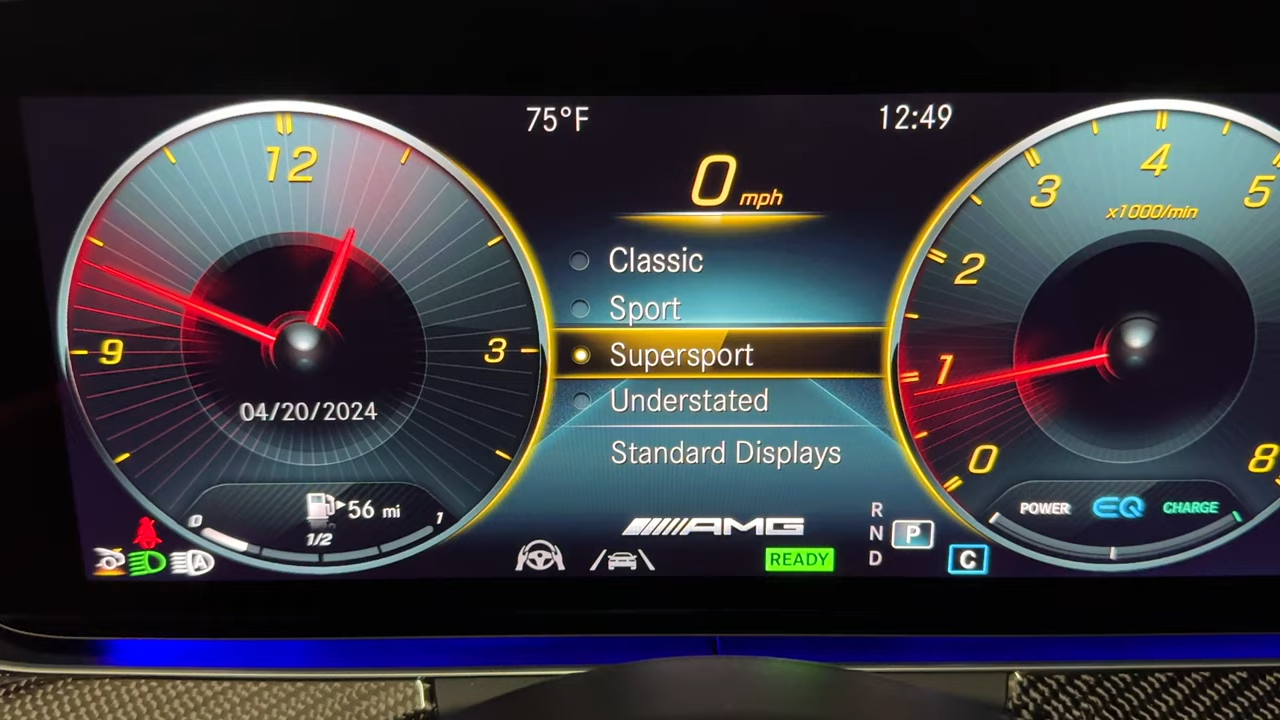 75°F
12:49
12
3
9
04/20/2024
56 mi
0
1/2
1
0 mph
Classic
Sport
Supersport
Understated
Standard Displays
AMG
READY
R
N
D
P
C
A
4
3
5
x1000/min
2
1
0
8
POWER EQ CHARGE